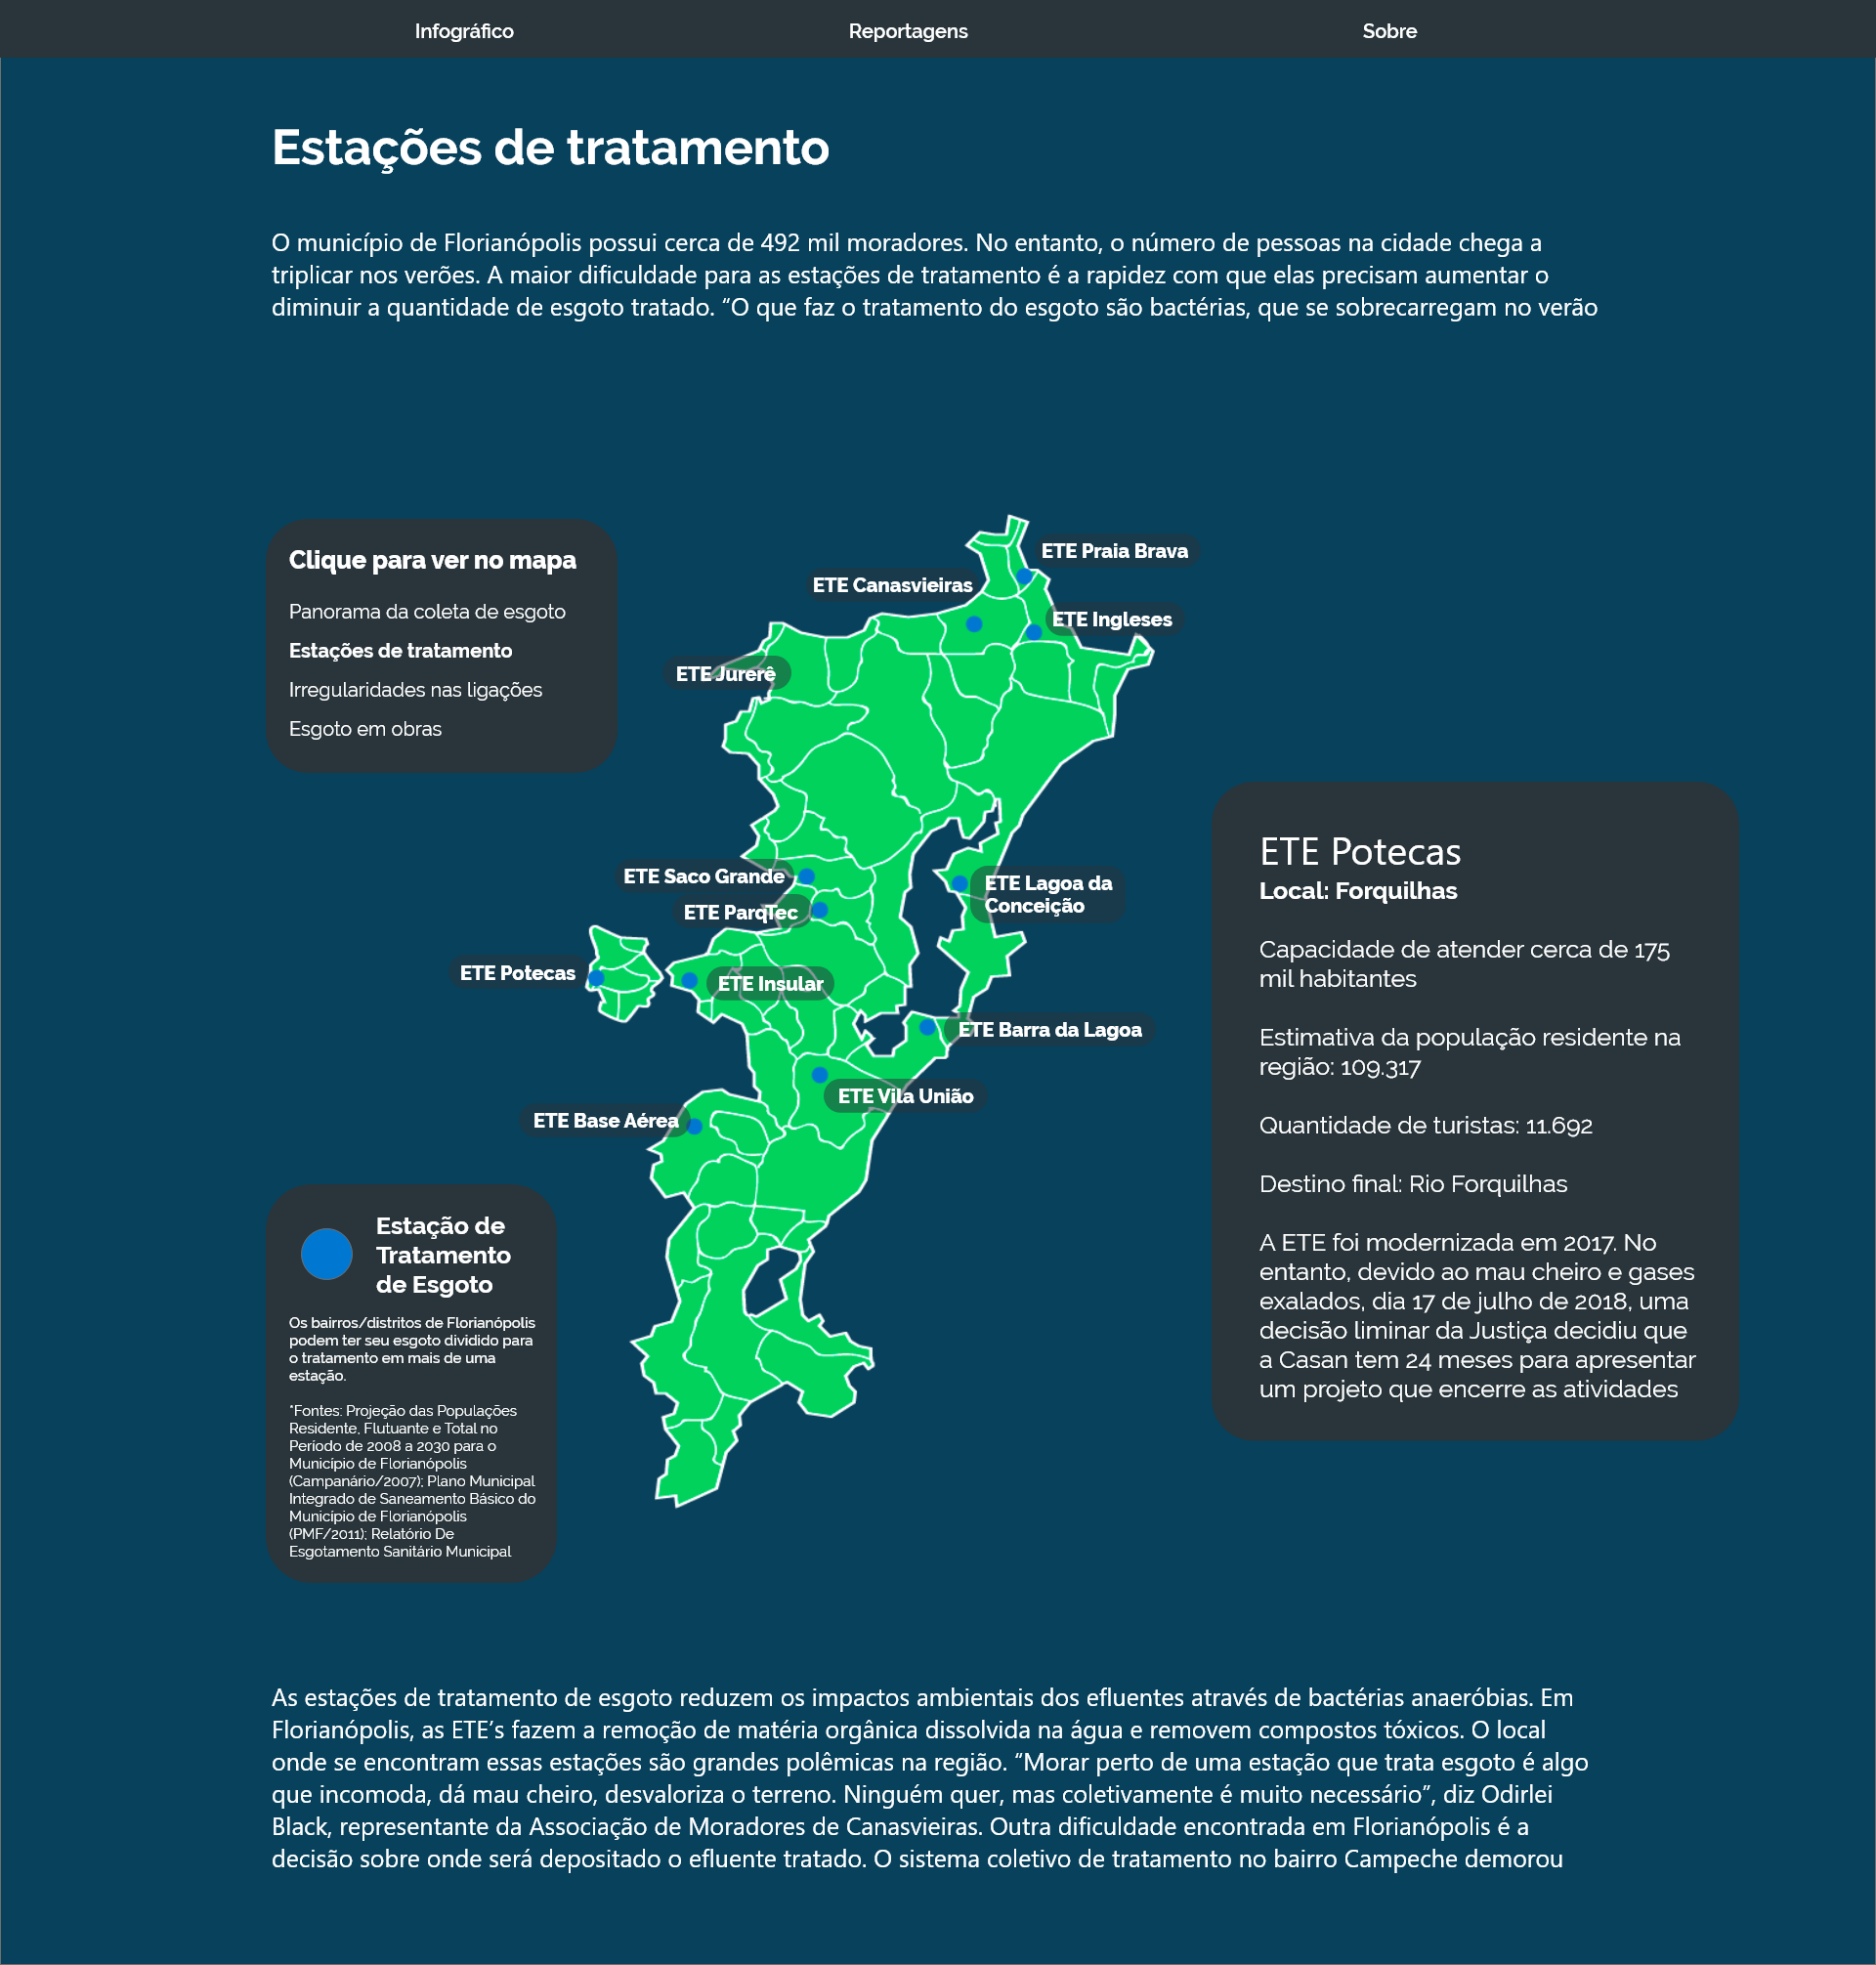 Infográfico
Reportagens
Sobre
Estações de tratamento
O município de Florianópolis possui cerca de 492 mil moradores. No entanto, o número de pessoas na cidade chega a
triplicar nos verões. A maior dificuldade para as estações de tratamento é a rapidez com que elas precisam aumentar o
diminuir a quantidade de esgoto tratado. “O que faz o tratamento do esgoto são bactérias, que se sobrecarregam no verão
Clique para ver no mapa
Panorama da coleta de esgoto
Estações de tratamento
Irregularidades nas ligações
Esgoto em obras
ETE Praia Brava
ETE Canasvieiras
ETE Ingleses
ETE Jurerê
ETE Saco Grande
ETE Lagoa da
Conceição
ETE ParqTec
ETE Potecas
ETE Insular
ETE Barra da Lagoa
ETE Vila União
ETE Base Aérea
ETE Potecas
Local: Forquilhas
Capacidade de atender cerca de 175
mil habitantes
Estimativa da população residente na
região: 109.317
Quantidade de turistas: 11.692
Destino final: Rio Forquilhas
A ETE foi modernizada em 2017. No
entanto, devido ao mau cheiro e gases
exalados, dia 17 de julho de 2018, uma
decisão liminar da Justiça decidiu que
a Casan tem 24 meses para apresentar
um projeto que encerre as atividades
Estação de
Tratamento
de Esgoto
Os bairros/distritos de Florianópolis
podem ter seu esgoto dividido para
o tratamento em mais de uma
estação.
*Fontes: Projeção das Populações
Residente, Flutuante e Total no
Período de 2008 a 2030 para o
Município de Florianópolis
(Campanário/2007); Plano Municipal
Integrado de Saneamento Básico do
Município de Florianópolis
(PMF/2011); Relatório De
Esgotamento Sanitário Municipal
As estações de tratamento de esgoto reduzem os impactos ambientais dos efluentes através de bactérias anaeróbias. Em
Florianópolis, as ETE’s fazem a remoção de matéria orgânica dissolvida na água e removem compostos tóxicos. O local
onde se encontram essas estações são grandes polêmicas na região. “Morar perto de uma estação que trata esgoto é algo
que incomoda, dá mau cheiro, desvaloriza o terreno. Ninguém quer, mas coletivamente é muito necessário”, diz Odirlei
Black, representante da Associação de Moradores de Canasvieiras. Outra dificuldade encontrada em Florianópolis é a
decisão sobre onde será depositado o efluente tratado. O sistema coletivo de tratamento no bairro Campeche demorou